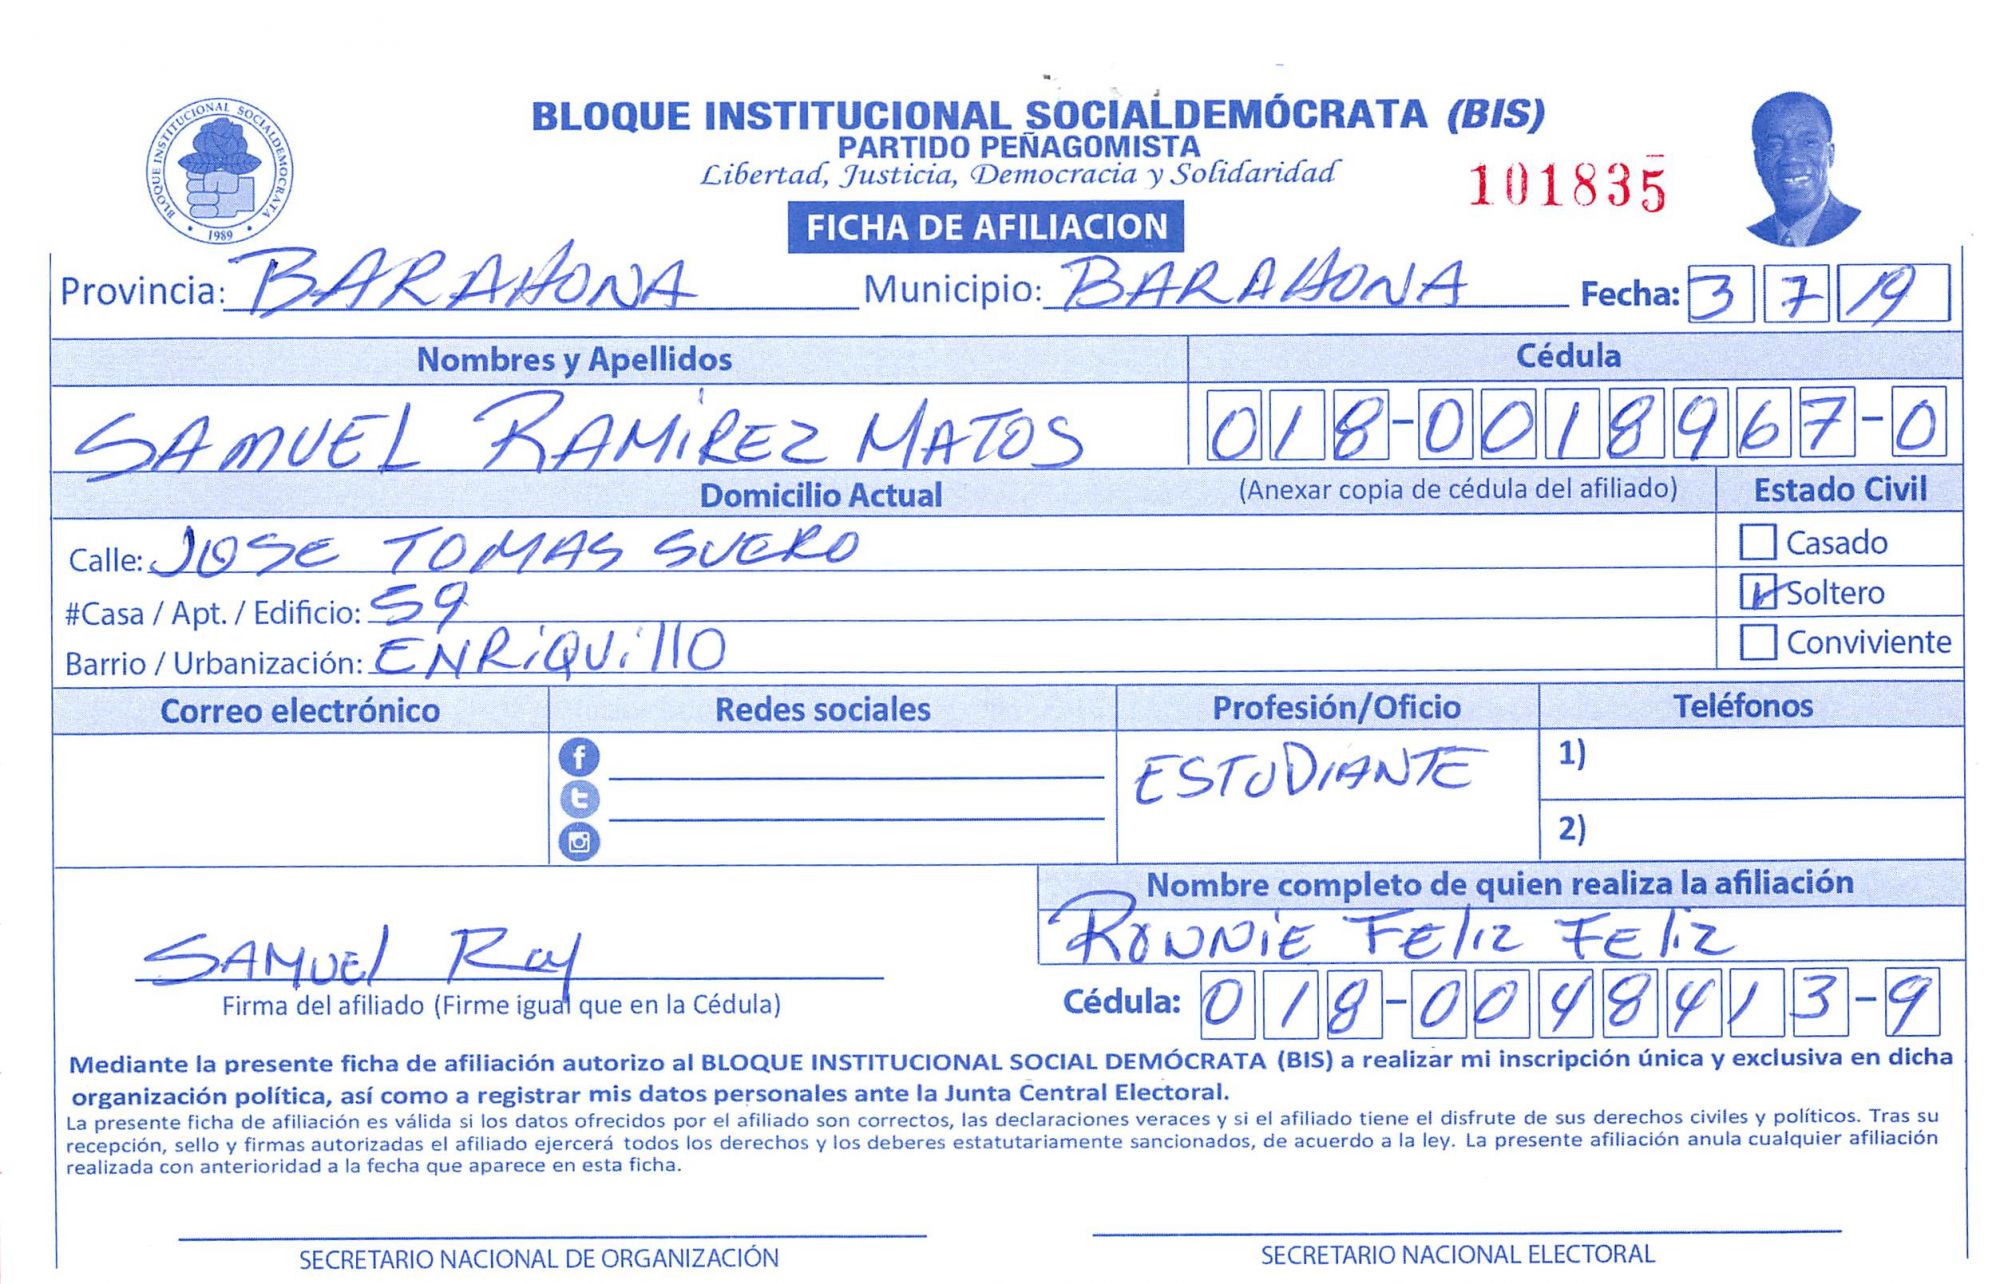 BLOQUE INSTITUCIONAL SOCIALDEMÓCRATA (BIS)
PARTIDO PEÑAGOMISTA
Libertad, Justicia, Democracia y Solidaridad
101835
BLOQUE INSTITUCIONAL SOCIALDEMOCRATA
1989
FICHA DE AFILIACION
Provincia: BARAHONA Municipio: BARAHONA Fecha: 3 7 19
Nombres y Apellidos Cédula
SAMUEL RAMIREZ MATOS 018-0018967-0
Domicilio Actual (Anexar copia de cédula del afiliado) Estado Civil
Calle: JOSE TOMAS SUERO Casado
#Casa / Apt. / Edificio: 59 Soltero
Barrio / Urbanización: ENRiQUillO Conviviente
Correo electrónico Redes sociales Profesión/Oficio Teléfonos
ESTUDIANTE 1)
2)
Nombre completo de quien realiza la afiliación
RONNiE FEliz FEliz
SAMUEl
Firma del afiliado (Firme igual que en la Cédula) Cédula: 018-0048413-9
Mediante la presente ficha de afiliación autorizo al BLOQUE INSTITUCIONAL SOCIAL DEMÓCRATA (BIS) a realizar mi inscripción única y exclusiva en dicha
organización política, así como a registrar mis datos personales ante la Junta Central Electoral.
La presente ficha de afiliación es válida si los datos ofrecidos por el afiliado son correctos, las declaraciones veraces y si el afiliado tiene el disfrute de sus derechos civiles y políticos. Tras su
recepción, sello y firmas autorizadas el afiliado ejercerá todos los derechos y los deberes estatutariamente sancionados, de acuerdo a la ley. La presente afiliación anula cualquier afiliación
realizada con anterioridad a la fecha que aparece en esta ficha.
SECRETARIO NACIONAL DE ORGANIZACIÓN SECRETARIO NACIONAL ELECTORAL